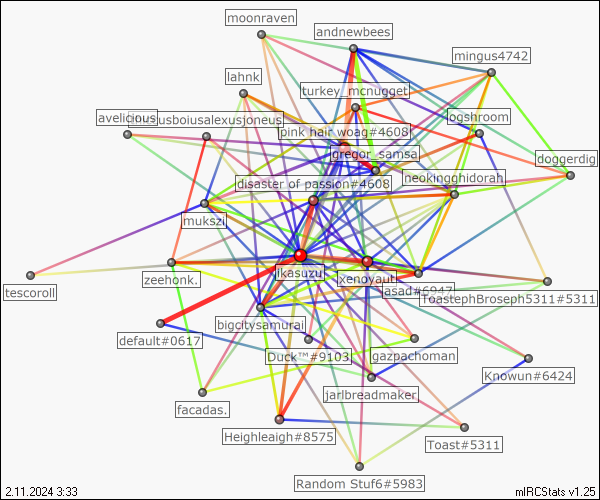 moonraven
andnewbees
mingus4742
lahnk
turkey_mcnugget
avelicious
jesusboiusalexusjoneus
ogshroom
pink hair woag#4608
gregor_samsa
doggerdig
heokingghidorah
disaster of passion#4608
mukszi
ikasuzu
xenoyaut
zeehonk.
asad#6947
tescoroll
ToastephBroseph5311#5311
bigcitysamurai
default#0617
Duck™#9103
gazpachoman
Knowun#6424
jarlbreadmaker
facadas.
Heighleaigh#8575
Toast#5311
Random Stuf6#5983
2.11.2024 3:33
mIRCStats v1.25